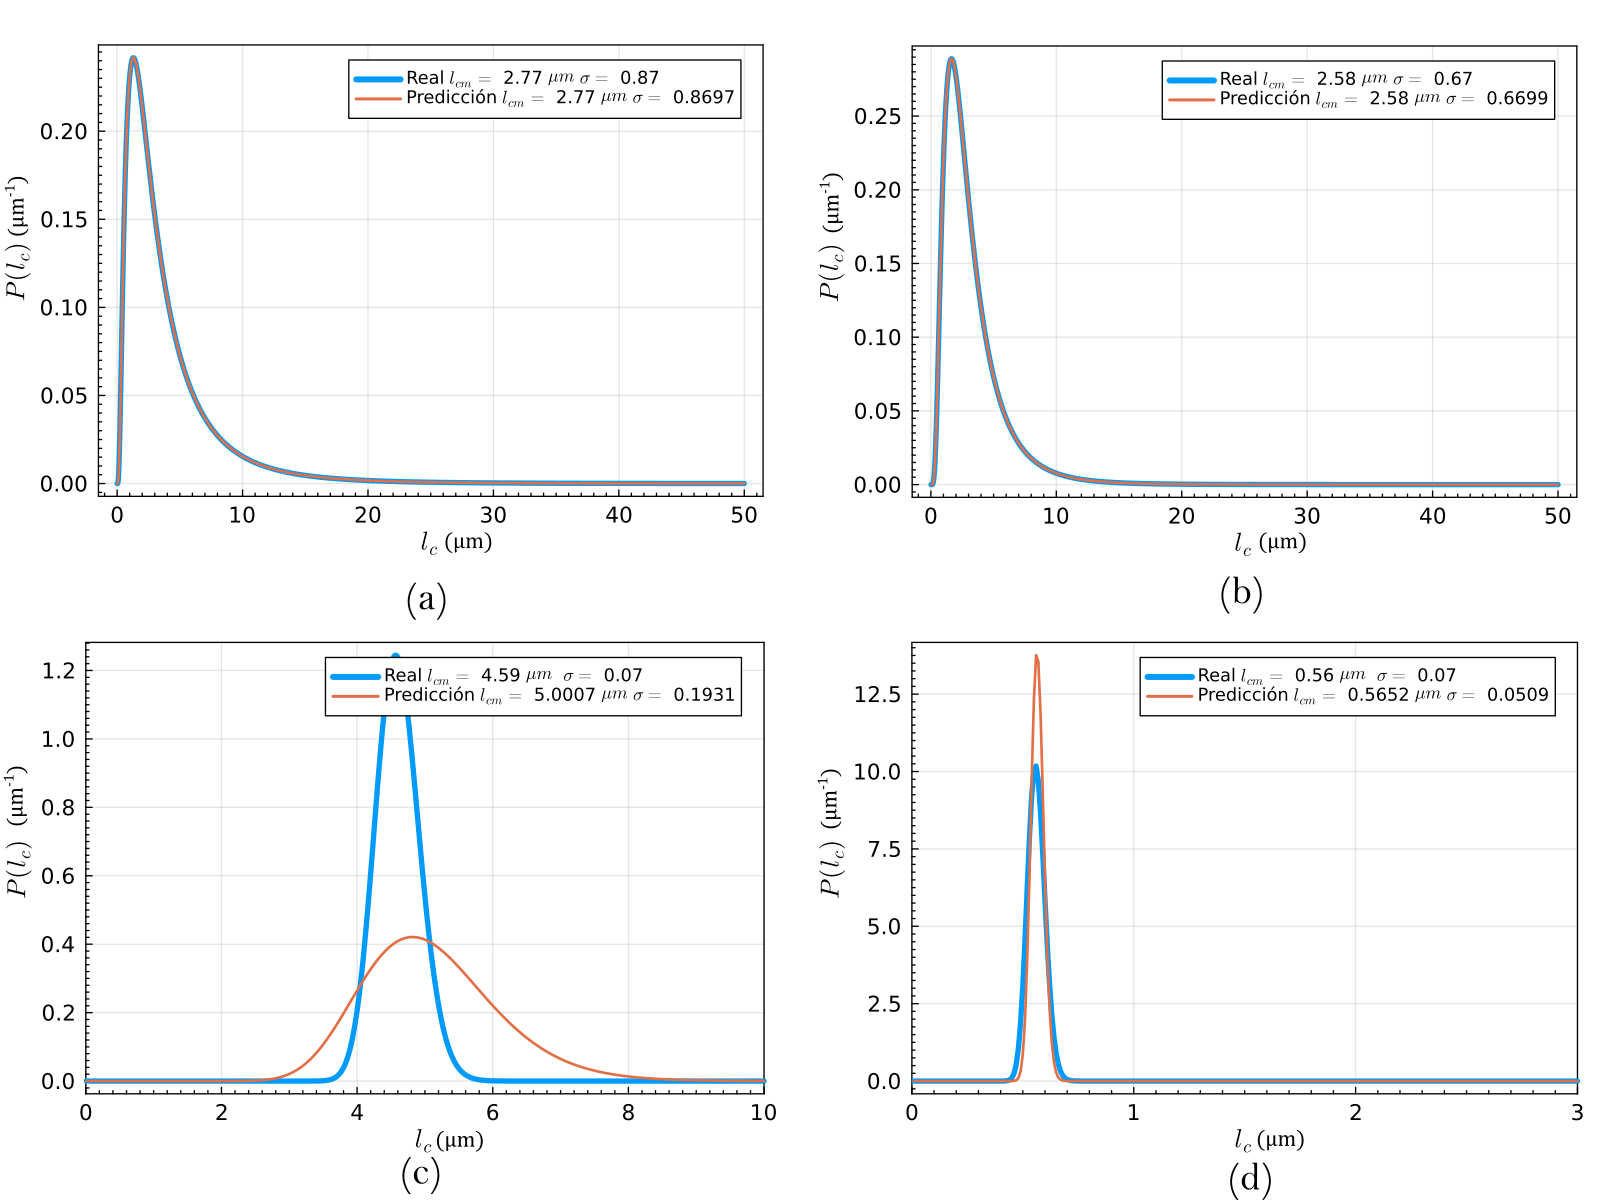 Real l_cm = 2.77 μm σ = 0.87
Predicción l_cm = 2.77 μm σ = 0.8697
P(l_c) (μm⁻¹)
0.20
0.15
0.10
0.05
0.00
0 10 20 30 40 50
l_c (μm)
(a)
Real l_cm = 2.58 μm σ = 0.67
Predicción l_cm = 2.58 μm σ = 0.6699
P(l_c) (μm⁻¹)
0.25
0.20
0.15
0.10
0.05
0.00
0 10 20 30 40 50
l_c (μm)
(b)
Real l_cm = 4.59 μm σ = 0.07
Predicción l_cm = 5.0007 μm σ = 0.1931
P(l_c) (μm⁻¹)
1.2
1.0
0.8
0.6
0.4
0.2
0.0
0 2 4 6 8 10
l_c (μm)
(c)
Real l_cm = 0.56 μm σ = 0.07
Predicción l_cm = 0.5652 μm σ = 0.0509
P(l_c) (μm⁻¹)
12.5
10.0
7.5
5.0
2.5
0.0
0 1 2 3
l_c (μm)
(d)